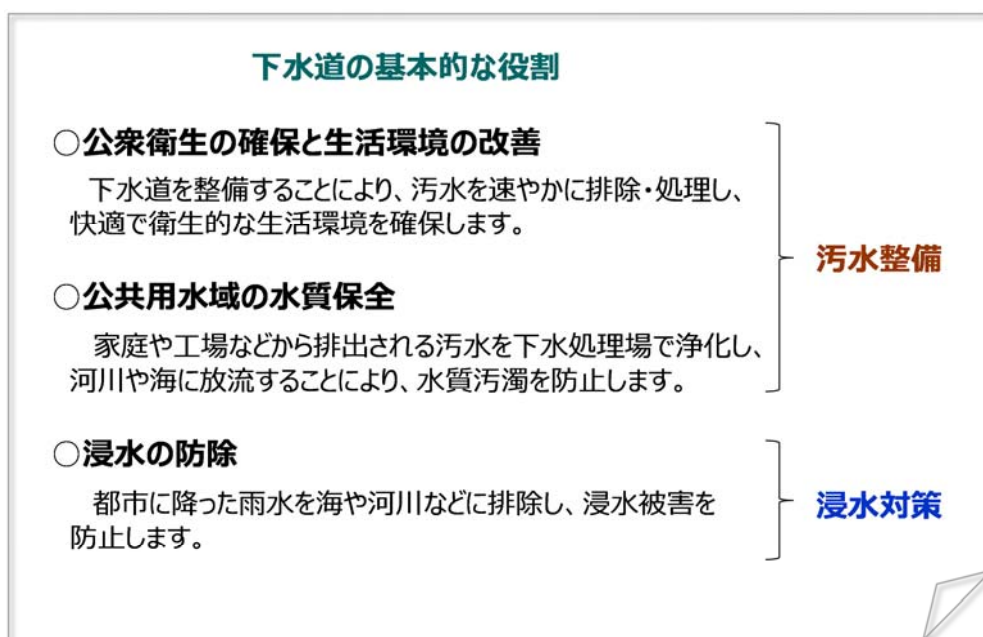 下水道の基本的な役割
○公衆衛生の確保と生活環境の改善
下水道を整備することにより、汚水を速やかに排除・処理し、
快適で衛生的な生活環境を確保します。
汚水整備
○公共用水域の水質保全
家庭や工場などから排出される汚水を下水処理場で浄化し、
河川や海に放流することにより、水質汚濁を防止します。
○浸水の防除
都市に降った雨水を海や河川などに排除し、浸水被害を
防止します。
浸水対策